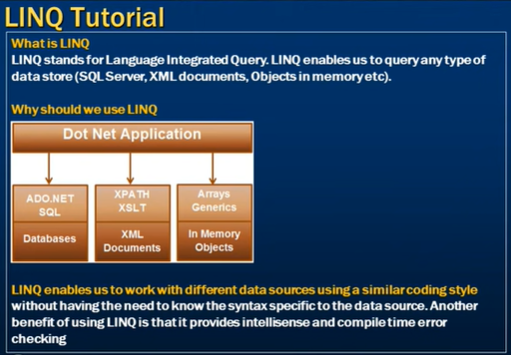 LINQ Tutorial
What is LINQ
LINQ stands for Language Integrated Query. LINQ enables us to query any type of
data store (SQL Server, XML documents, Objects in memory etc).
Why should we use LINQ
Dot Net Application
ADO.NET
SQL
Databases
XPATH
XSLT
XML
Documents
Arrays
Generics
In Memory
Objects
LINQ enables us to work with different data sources using a similar coding style
without having the need to know the syntax specific to the data source. Another
benefit of using LINQ is that it provides intellisense and compile time error
checking